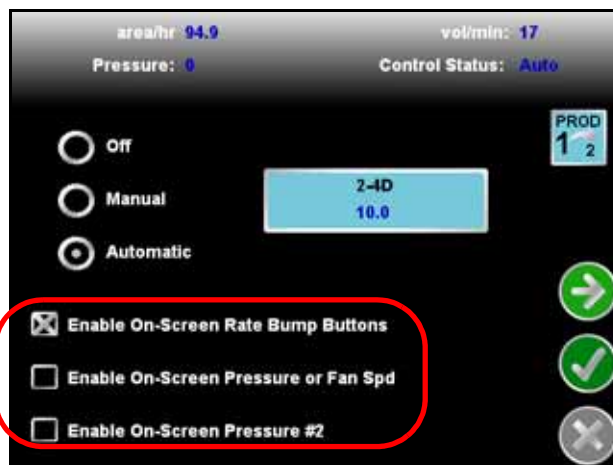 area/hr 94.9 vol/min: 17
Pressure: 0 Control Status: Auto
PROD
1 2
Off
2-4D
Manual
10.0
Automatic
Enable On-Screen Rate Bump Buttons
Enable On-Screen Pressure or Fan Spd
Enable On-Screen Pressure #2